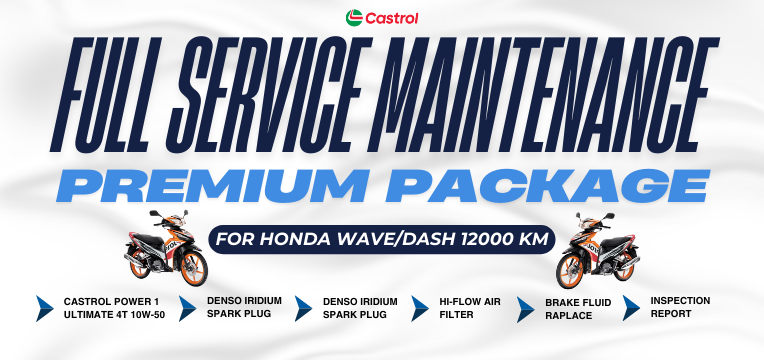 Castrol
FULL SERVICE MAINTENANCE
PREMIUM PACKAGE
FOR HONDA WAVE/DASH 12000 KM
CASTROL POWER 1
ULTIMATE 4T 10W-50
DENSO IRIDIUM
SPARK PLUG
DENSO IRIDIUM
SPARK PLUG
HI-FLOW AIR
FILTER
BRAKE FLUID
RAPLACE
INSPECTION
REPORT